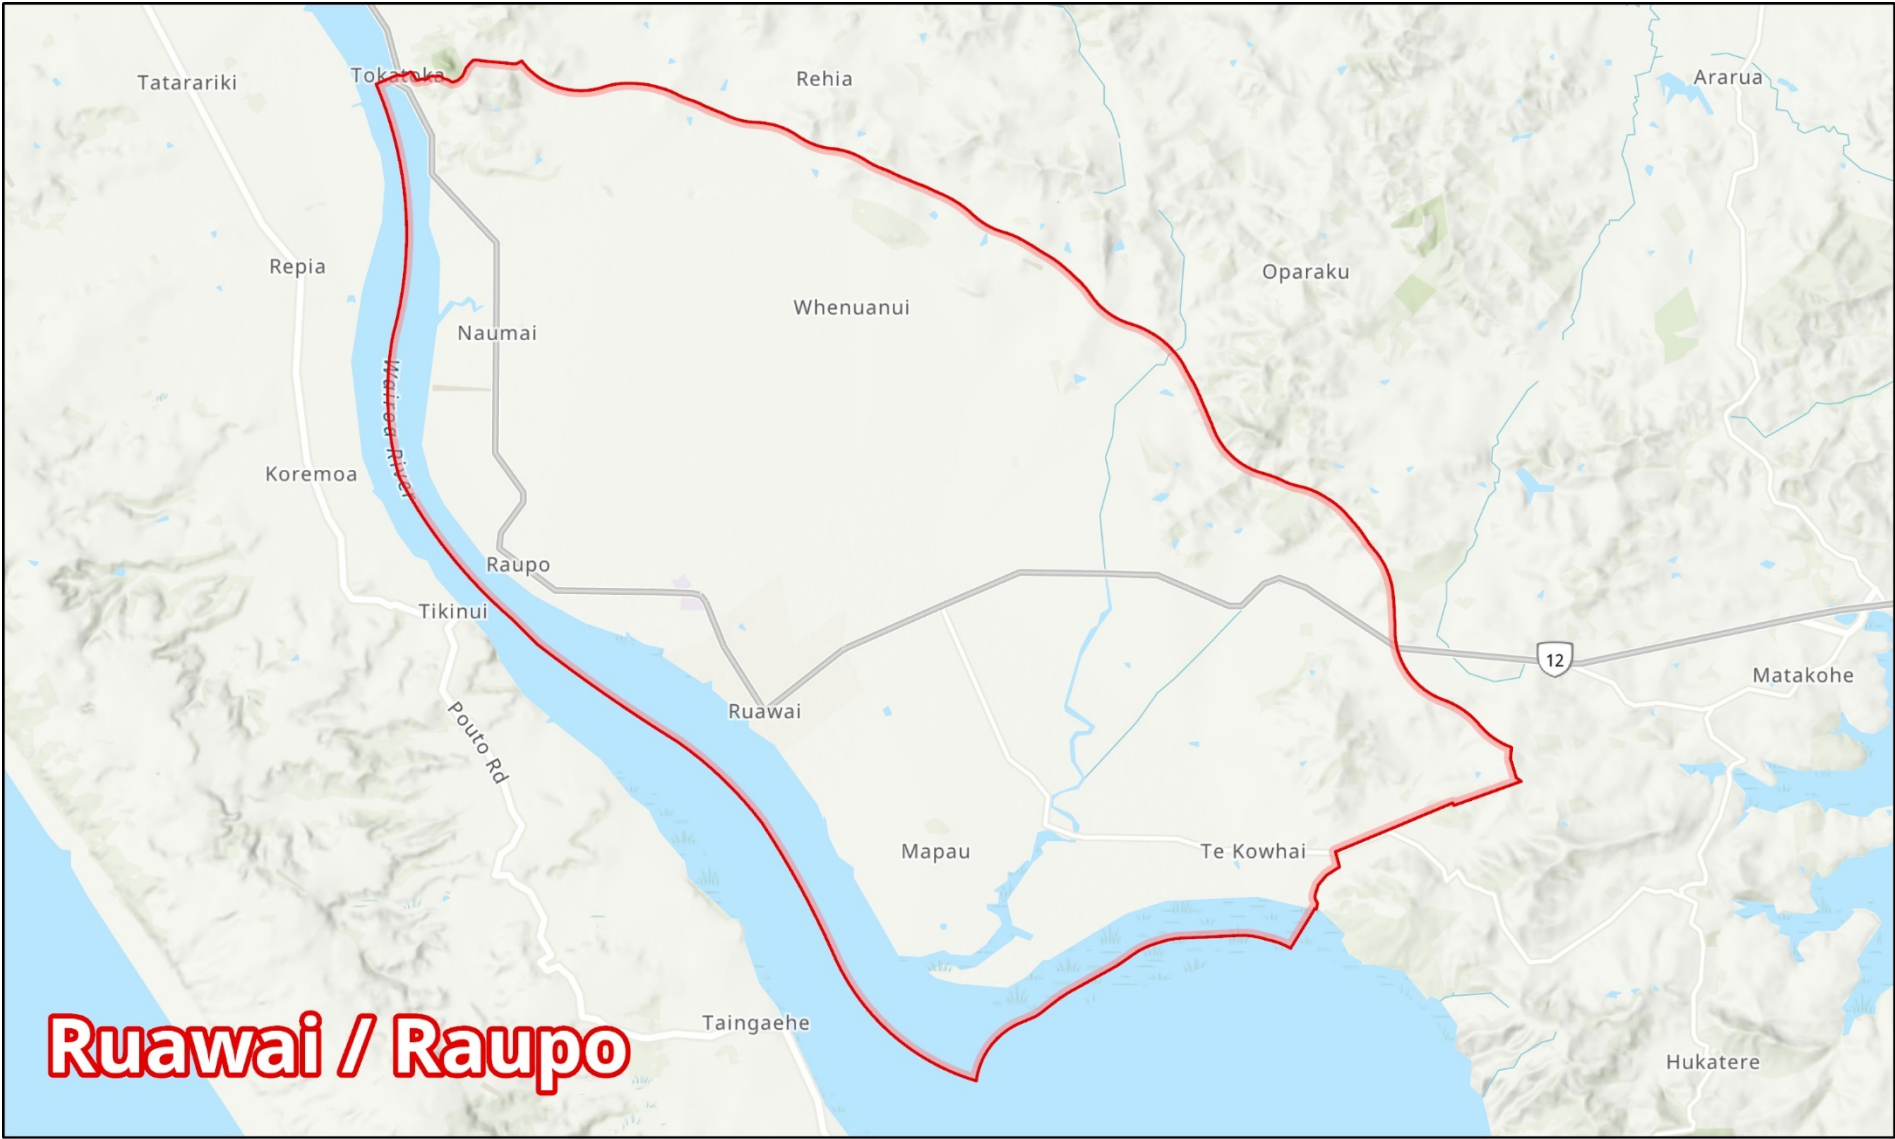 Tokatoka
Tatarariki
Rehia
Ararua
Repia
Oparaku
Whenuanui
Naumai
Wairoa River
Koremoa
Raupo
Tikinui
12
Matakohe
Ruawai
Pouto Rd
Mapau
Te Kowhai
Taingaehe
Ruawai / Raupo
Hukatere